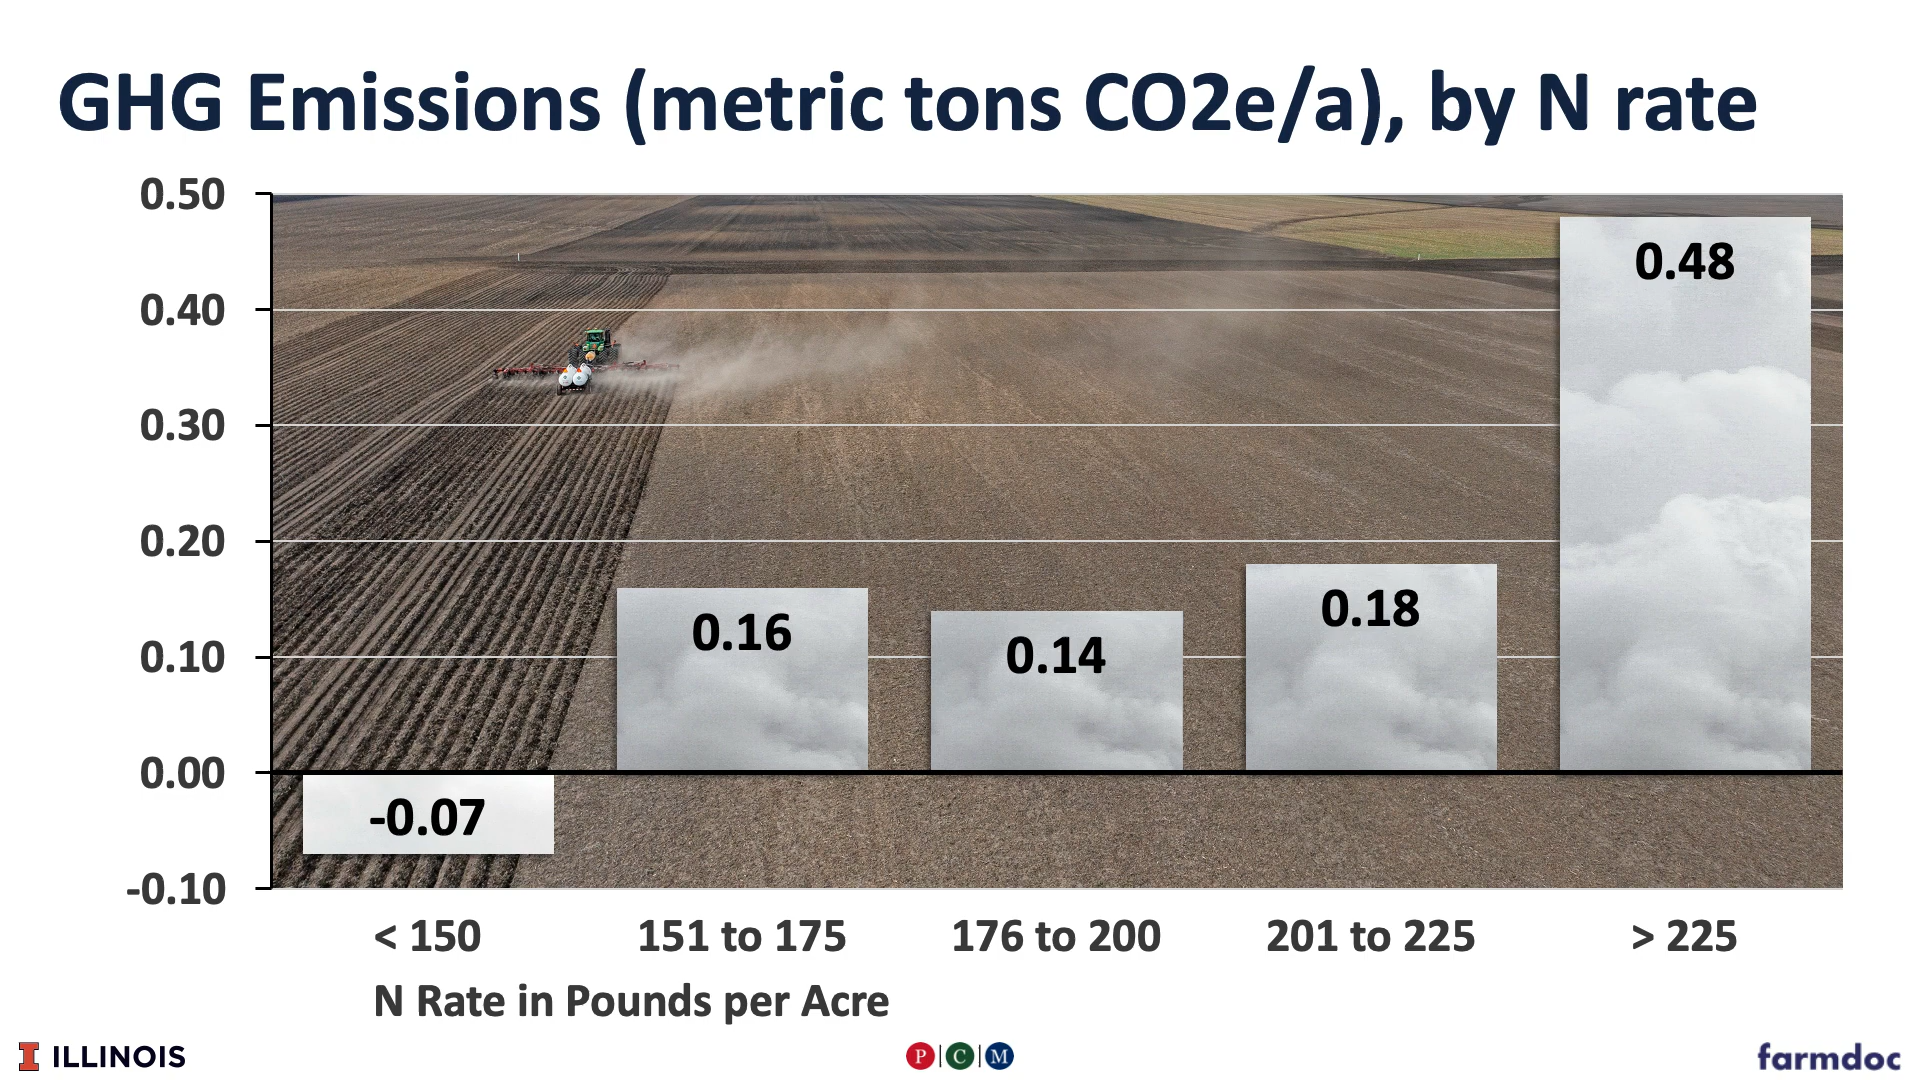 GHG Emissions (metric tons CO2e/a), by N rate
0.50
0.40
0.30
0.20
0.10
0.00
-0.10
-0.07
0.16
0.14
0.18
0.48
< 150
151 to 175
176 to 200
201 to 225
> 225
N Rate in Pounds per Acre
I ILLINOIS
P|C|M
farmdoc